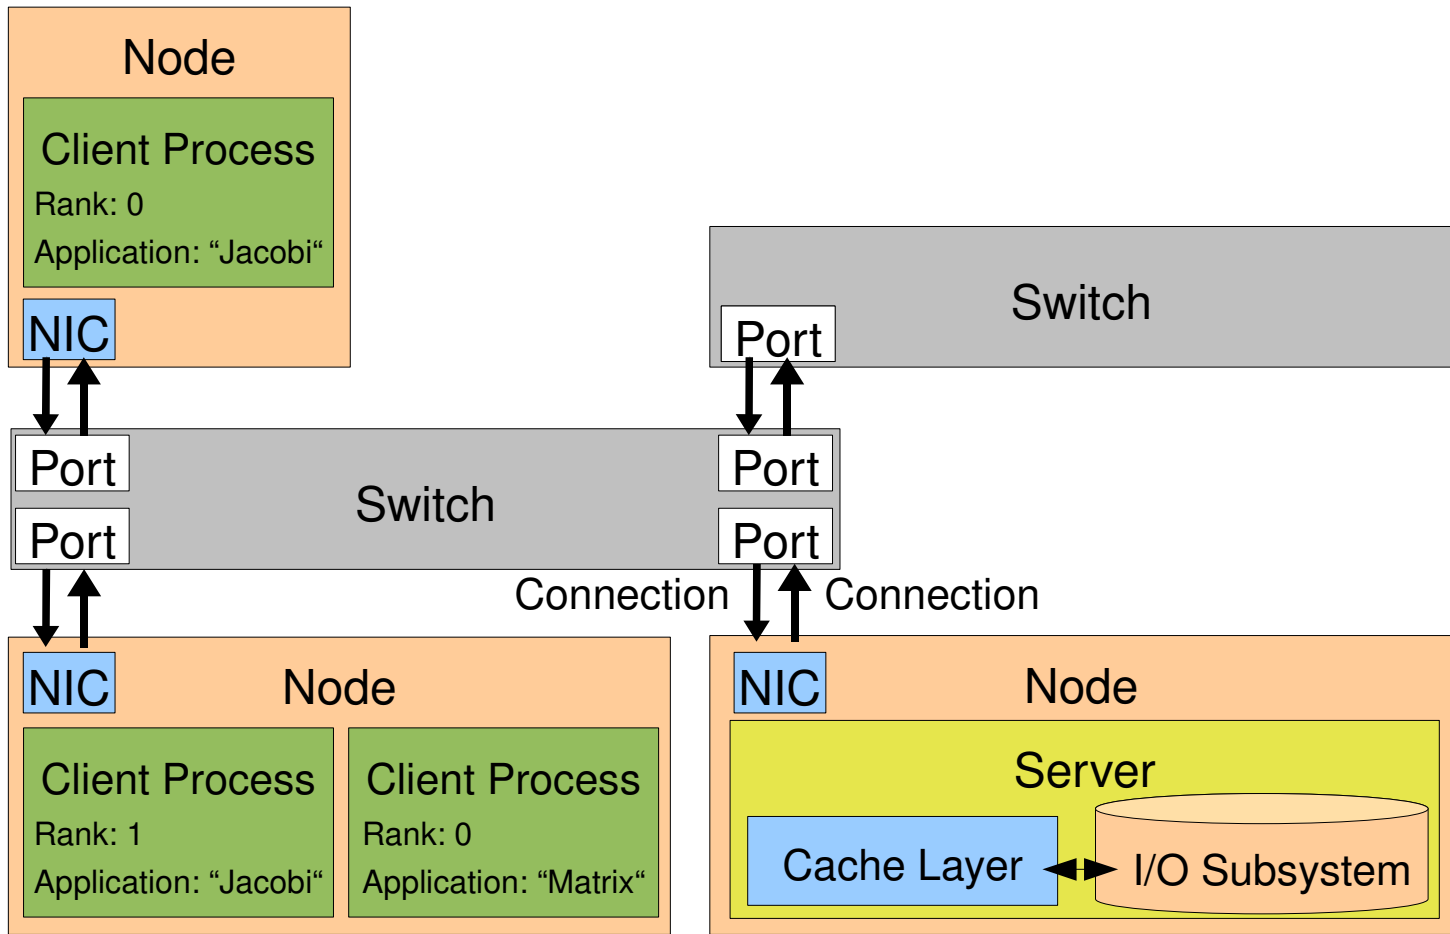 Node
Client Process
Rank: 0
Application: “Jacobi“
NIC
Switch
Port
Port
Switch
Port
Port
Port
Connection
Connection
NIC
Node
Client Process
Rank: 1
Application: “Jacobi“
Client Process
Rank: 0
Application: “Matrix“
NIC
Node
Server
Cache Layer
I/O Subsystem